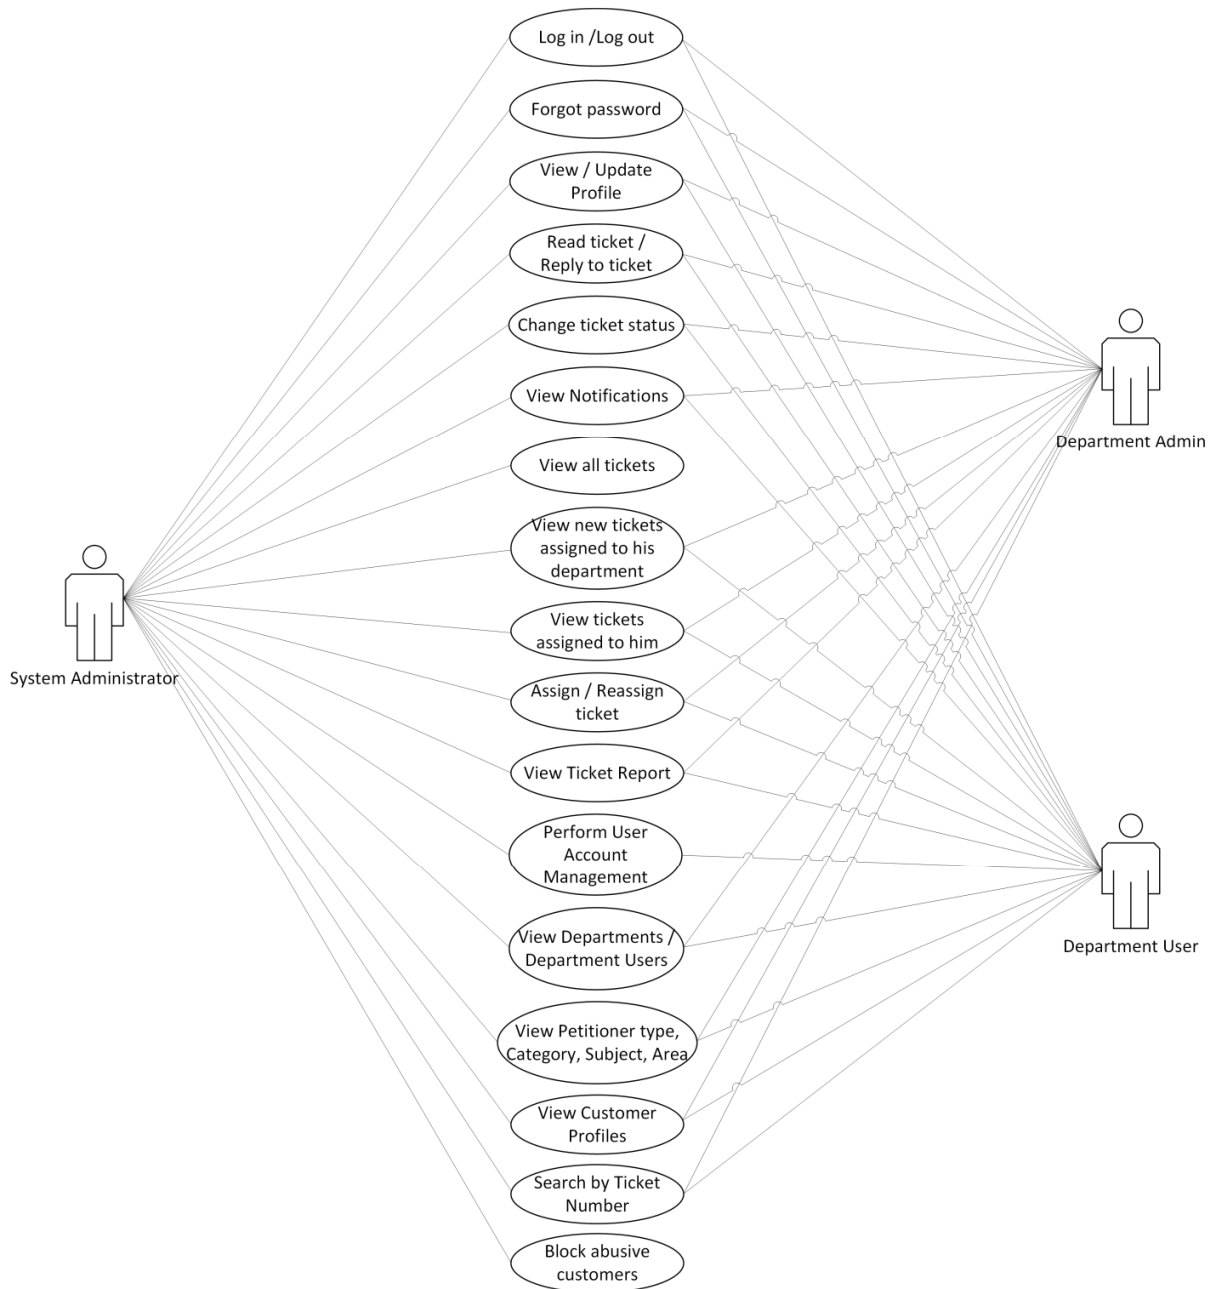 Log in /Log out
Forgot password
View / Update
Profile
Read ticket /
Reply to ticket
Change ticket status
View Notifications
Department Admin
View all tickets
View new tickets
assigned to his
department
View tickets
assigned to him
System Administrator
Assign / Reassign
ticket
View Ticket Report
Perform User
Account
Management
View Departments /
Department Users
Department User
View Petitioner type,
Category, Subject, Area
View Customer
Profiles
Search by Ticket
Number
Block abusive
customers